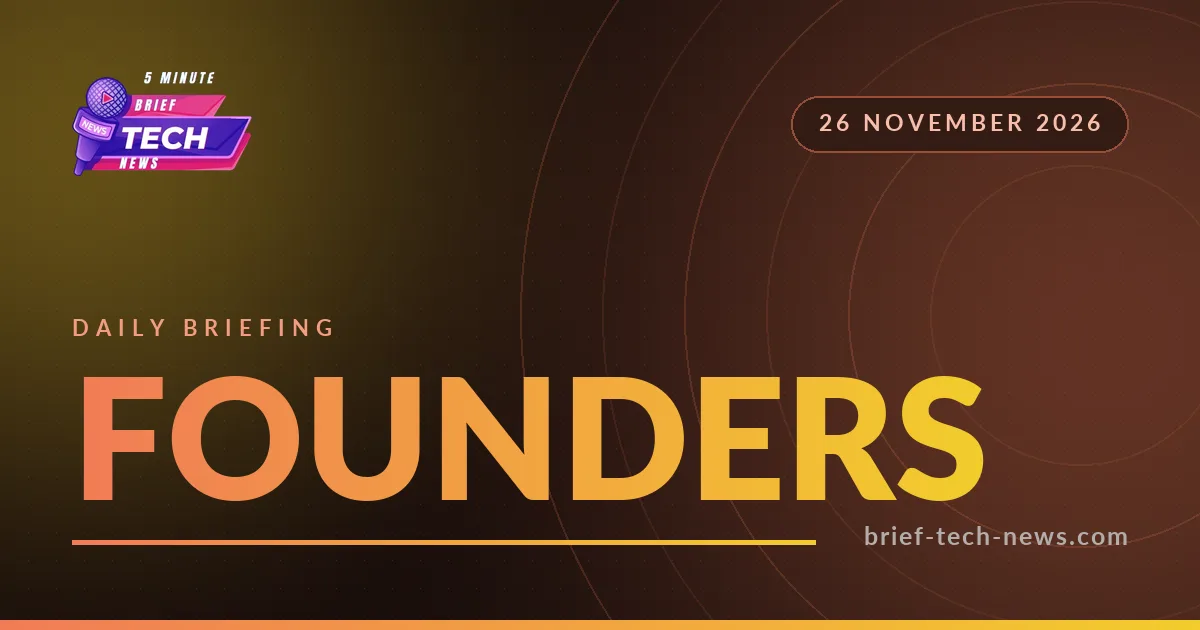 5 MINUTE
BRIEF
NEWS
TECH
NEWS
26 NOVEMBER 2026
DAILY BRIEFING
FOUNDERS
brief-tech-news.com